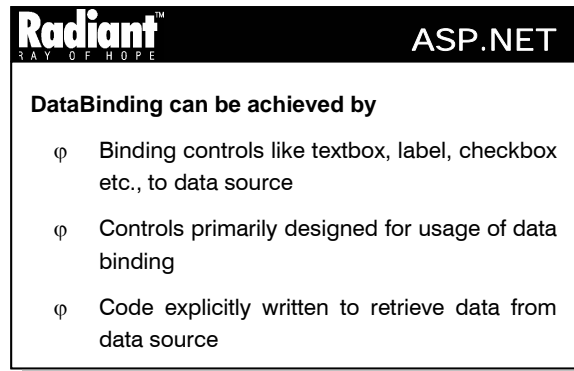 Radiant™ ASP.NET
RAY OF HOPE
DataBinding can be achieved by
φ Binding controls like textbox, label, checkbox
etc., to data source
φ Controls primarily designed for usage of data
binding
φ Code explicitly written to retrieve data from
data source